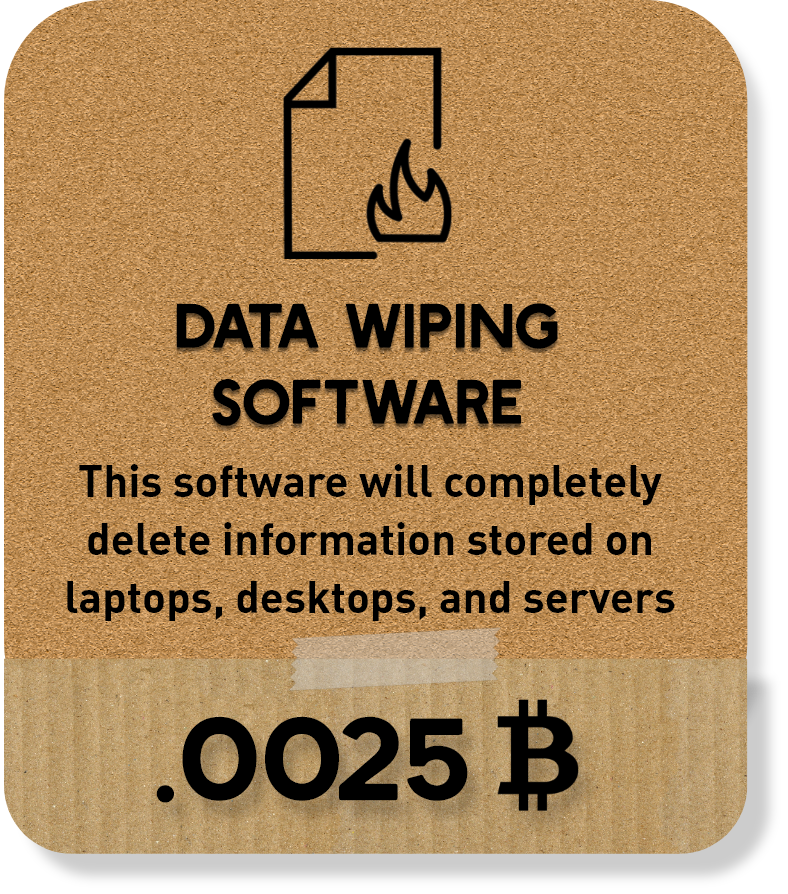 DATA WIPING
SOFTWARE
This software will completely
delete information stored on
laptops, desktops, and servers
.0025 ₿